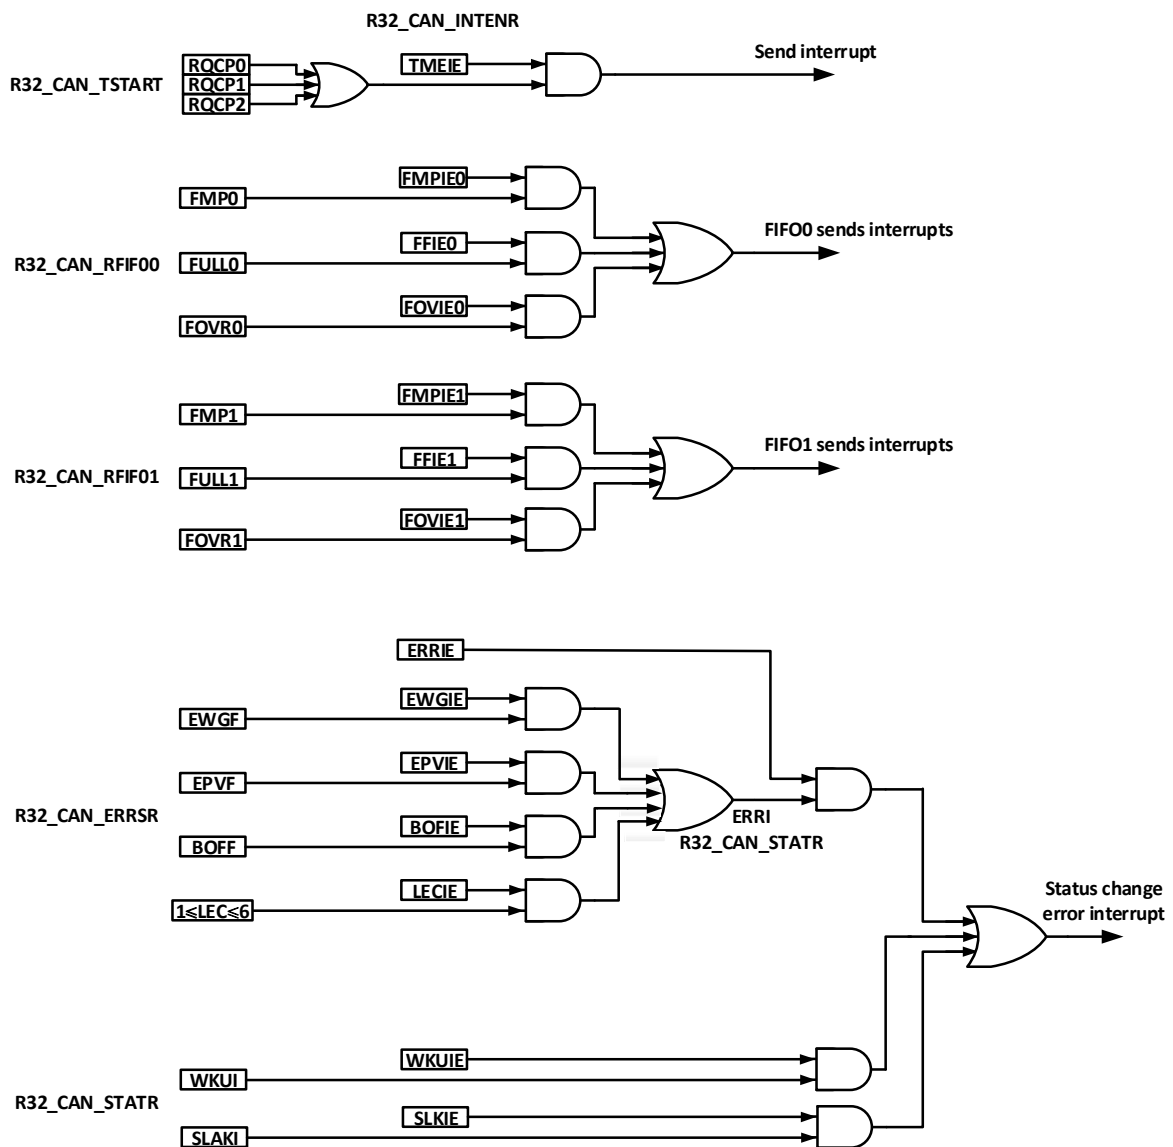 R32_CAN_INTENR
Send interrupt
RQCP0
TMEIE
R32_CAN_TSTART
RQCP1
RQCP2
FMPIE0
FMP0
FIFO0 sends interrupts
FFIE0
R32_CAN_RFIF00
FULL0
FOVIE0
FOVR0
FMPIE1
FMP1
FIFO1 sends interrupts
FFIE1
R32_CAN_RFIF01
FULL1
FOVIE1
FOVR1
ERRIE
EWGIE
EWGF
EPVIE
EPVF
R32_CAN_ERRSR
ERRI
BOFIE
R32_CAN_STATR
BOFF
LECIE
1≤LEC≤6
Status change
error interrupt
WKUIE
WKUI
R32_CAN_STATR
SLKIE
SLAKI